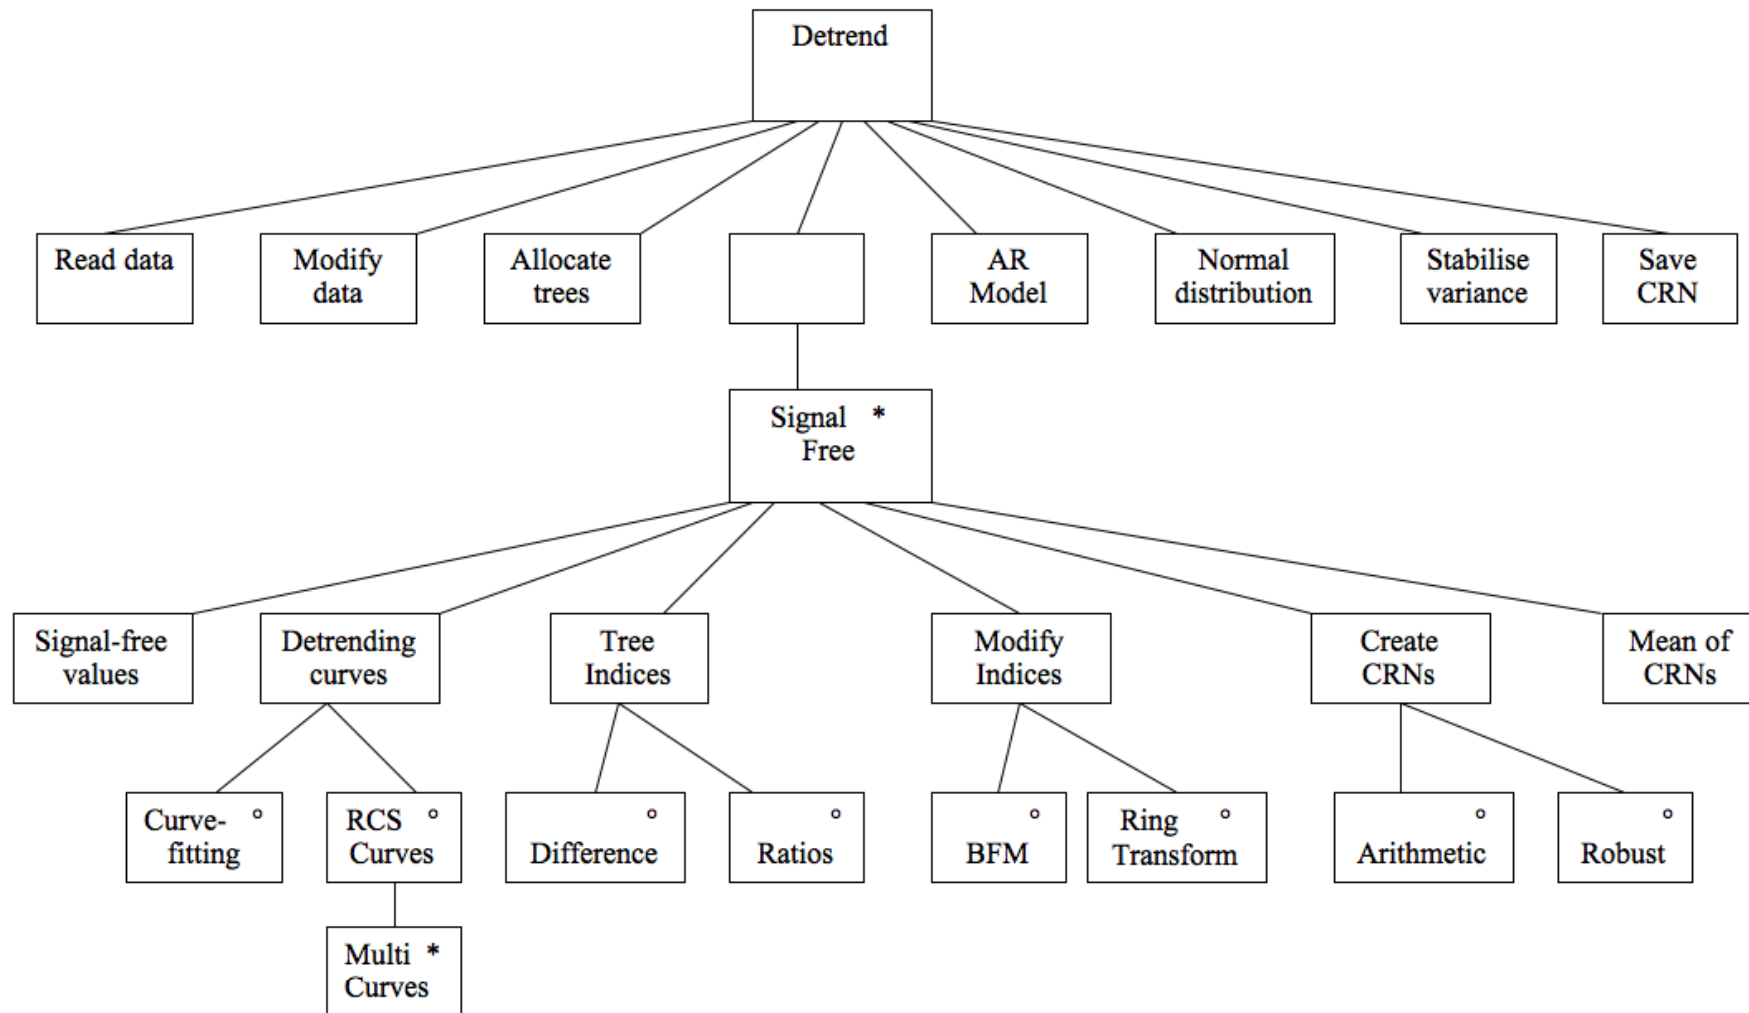 Detrend
Read data
Modify
data
Allocate
trees
AR
Model
Normal
distribution
Stabilise
variance
Save
CRN
Signal *
Free
Signal-free
values
Detrending
curves
Tree
Indices
Modify
Indices
Create
CRNs
Mean of
CRNs
Curve- °
fitting
RCS °
Curves
°
Difference
°
Ratios
°
BFM
Ring °
Transform
°
Arithmetic
°
Robust
Multi *
Curves